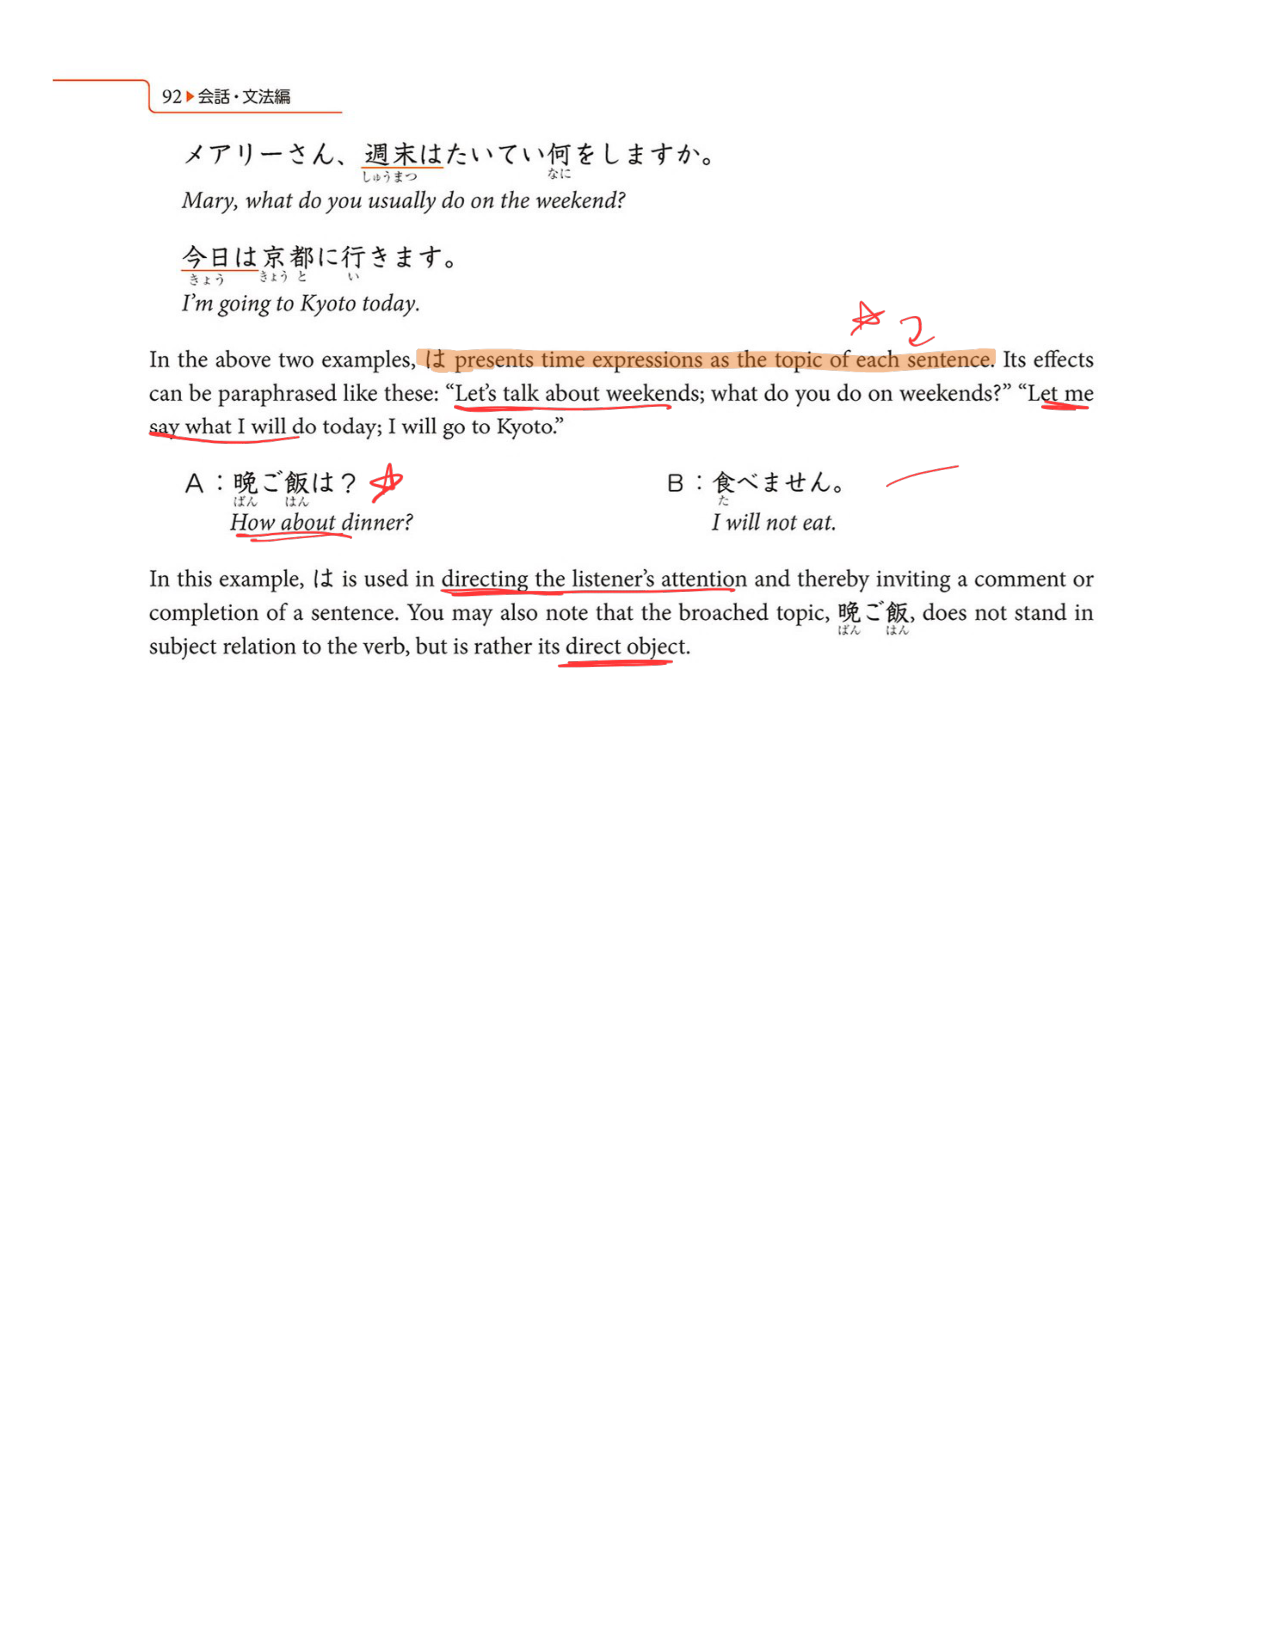 92▶会話・文法編
メアリーさん、週末はたいてい何をしますか。
しゅうまつ なに
Mary, what do you usually do on the weekend?
今日は京都に行きます。
きょう きょうと い
I'm going to Kyoto today.
2
In the above two examples, は presents time expressions as the topic of each sentence. Its effects
can be paraphrased like these: “Let's talk about weekends; what do you do on weekends?” “Let me
say what I will do today; I will go to Kyoto.”
A：晩ご飯は？ B：食べません。
ばん はん た
How about dinner? I will not eat.
In this example, は is used in directing the listener's attention and thereby inviting a comment or
completion of a sentence. You may also note that the broached topic, 晩ご飯, does not stand in
ばん はん
subject relation to the verb, but is rather its direct object.